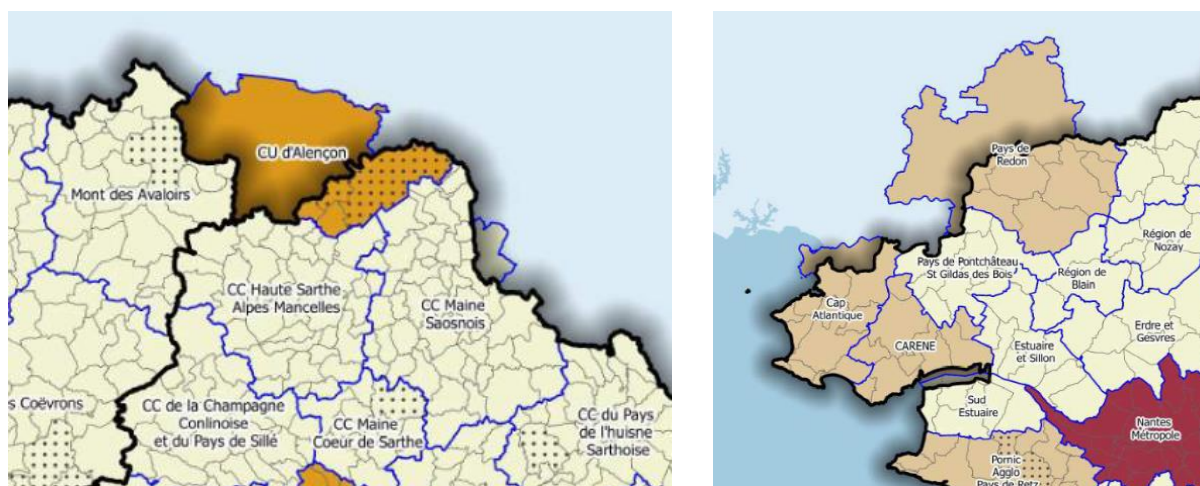 CU d'Alençon
Mont des Avaloirs
CC Haute Sarthe
Alpes Mancelles
CC Maine
Saosnois
s Coëvrons
CC de la Champagne
Conlinoise
et du Pays de Sillé
CC Maine
Coeur de Sarthe
CC du Pays
de l'huisne
Sarthoise
Pays de
Redon
Région de
Nozay
Pays de Pontchâteau
St Gildas des Bois
Région de
Blain
Cap
Atlantique
CARENE
Estuaire
et Sillon
Erdre et
Gesvres
Sud
Estuaire
Nantes
Métropole
Pornic
Agglo
Pays de Retz